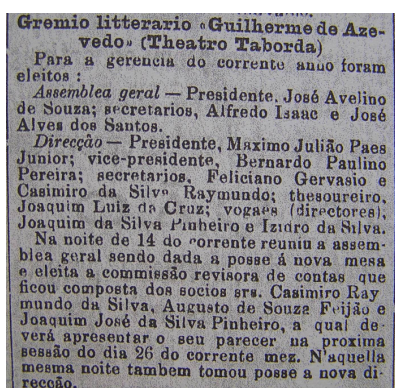 Gremio litterario «Guilherme de Aze-
vedo» (Theatro Taborda)
Para a gerencia do corrente anno foram
eleitos :
Assemblea geral — Presidente, José Avelino
de Souza; secretarios, Alfredo Isaac e José
Alves dos Santos.
Direcção — Presidente, Maximo Julião Paes
Junior; vice-presidente, Bernardo Paulino
Pereira; secretarios, Feliciano Gervasio e
Casimiro da Silva Raymundo; thesoureiro,
Joaquim Luiz da Cruz; vogaes (directores),
Joaquim da Silva Pinheiro e Izidro da Silva.
Na noite de 14 do corrente reuniu a assem-
blea geral sendo dada a posse á nova mesa
e eleita a commissão revisora de contas que
ficou composta dos socios srs. Casimiro Ray
mundo da Silva, Augusto de Souza Feijão e
Joaquim José da Silva Pinheiro, a qual de-
verá apresentar o seu parecer na proxima
sessão do dia 26 do corrente mez. N'aquella
mesma noite tambem tomou posse a nova di-
recção.